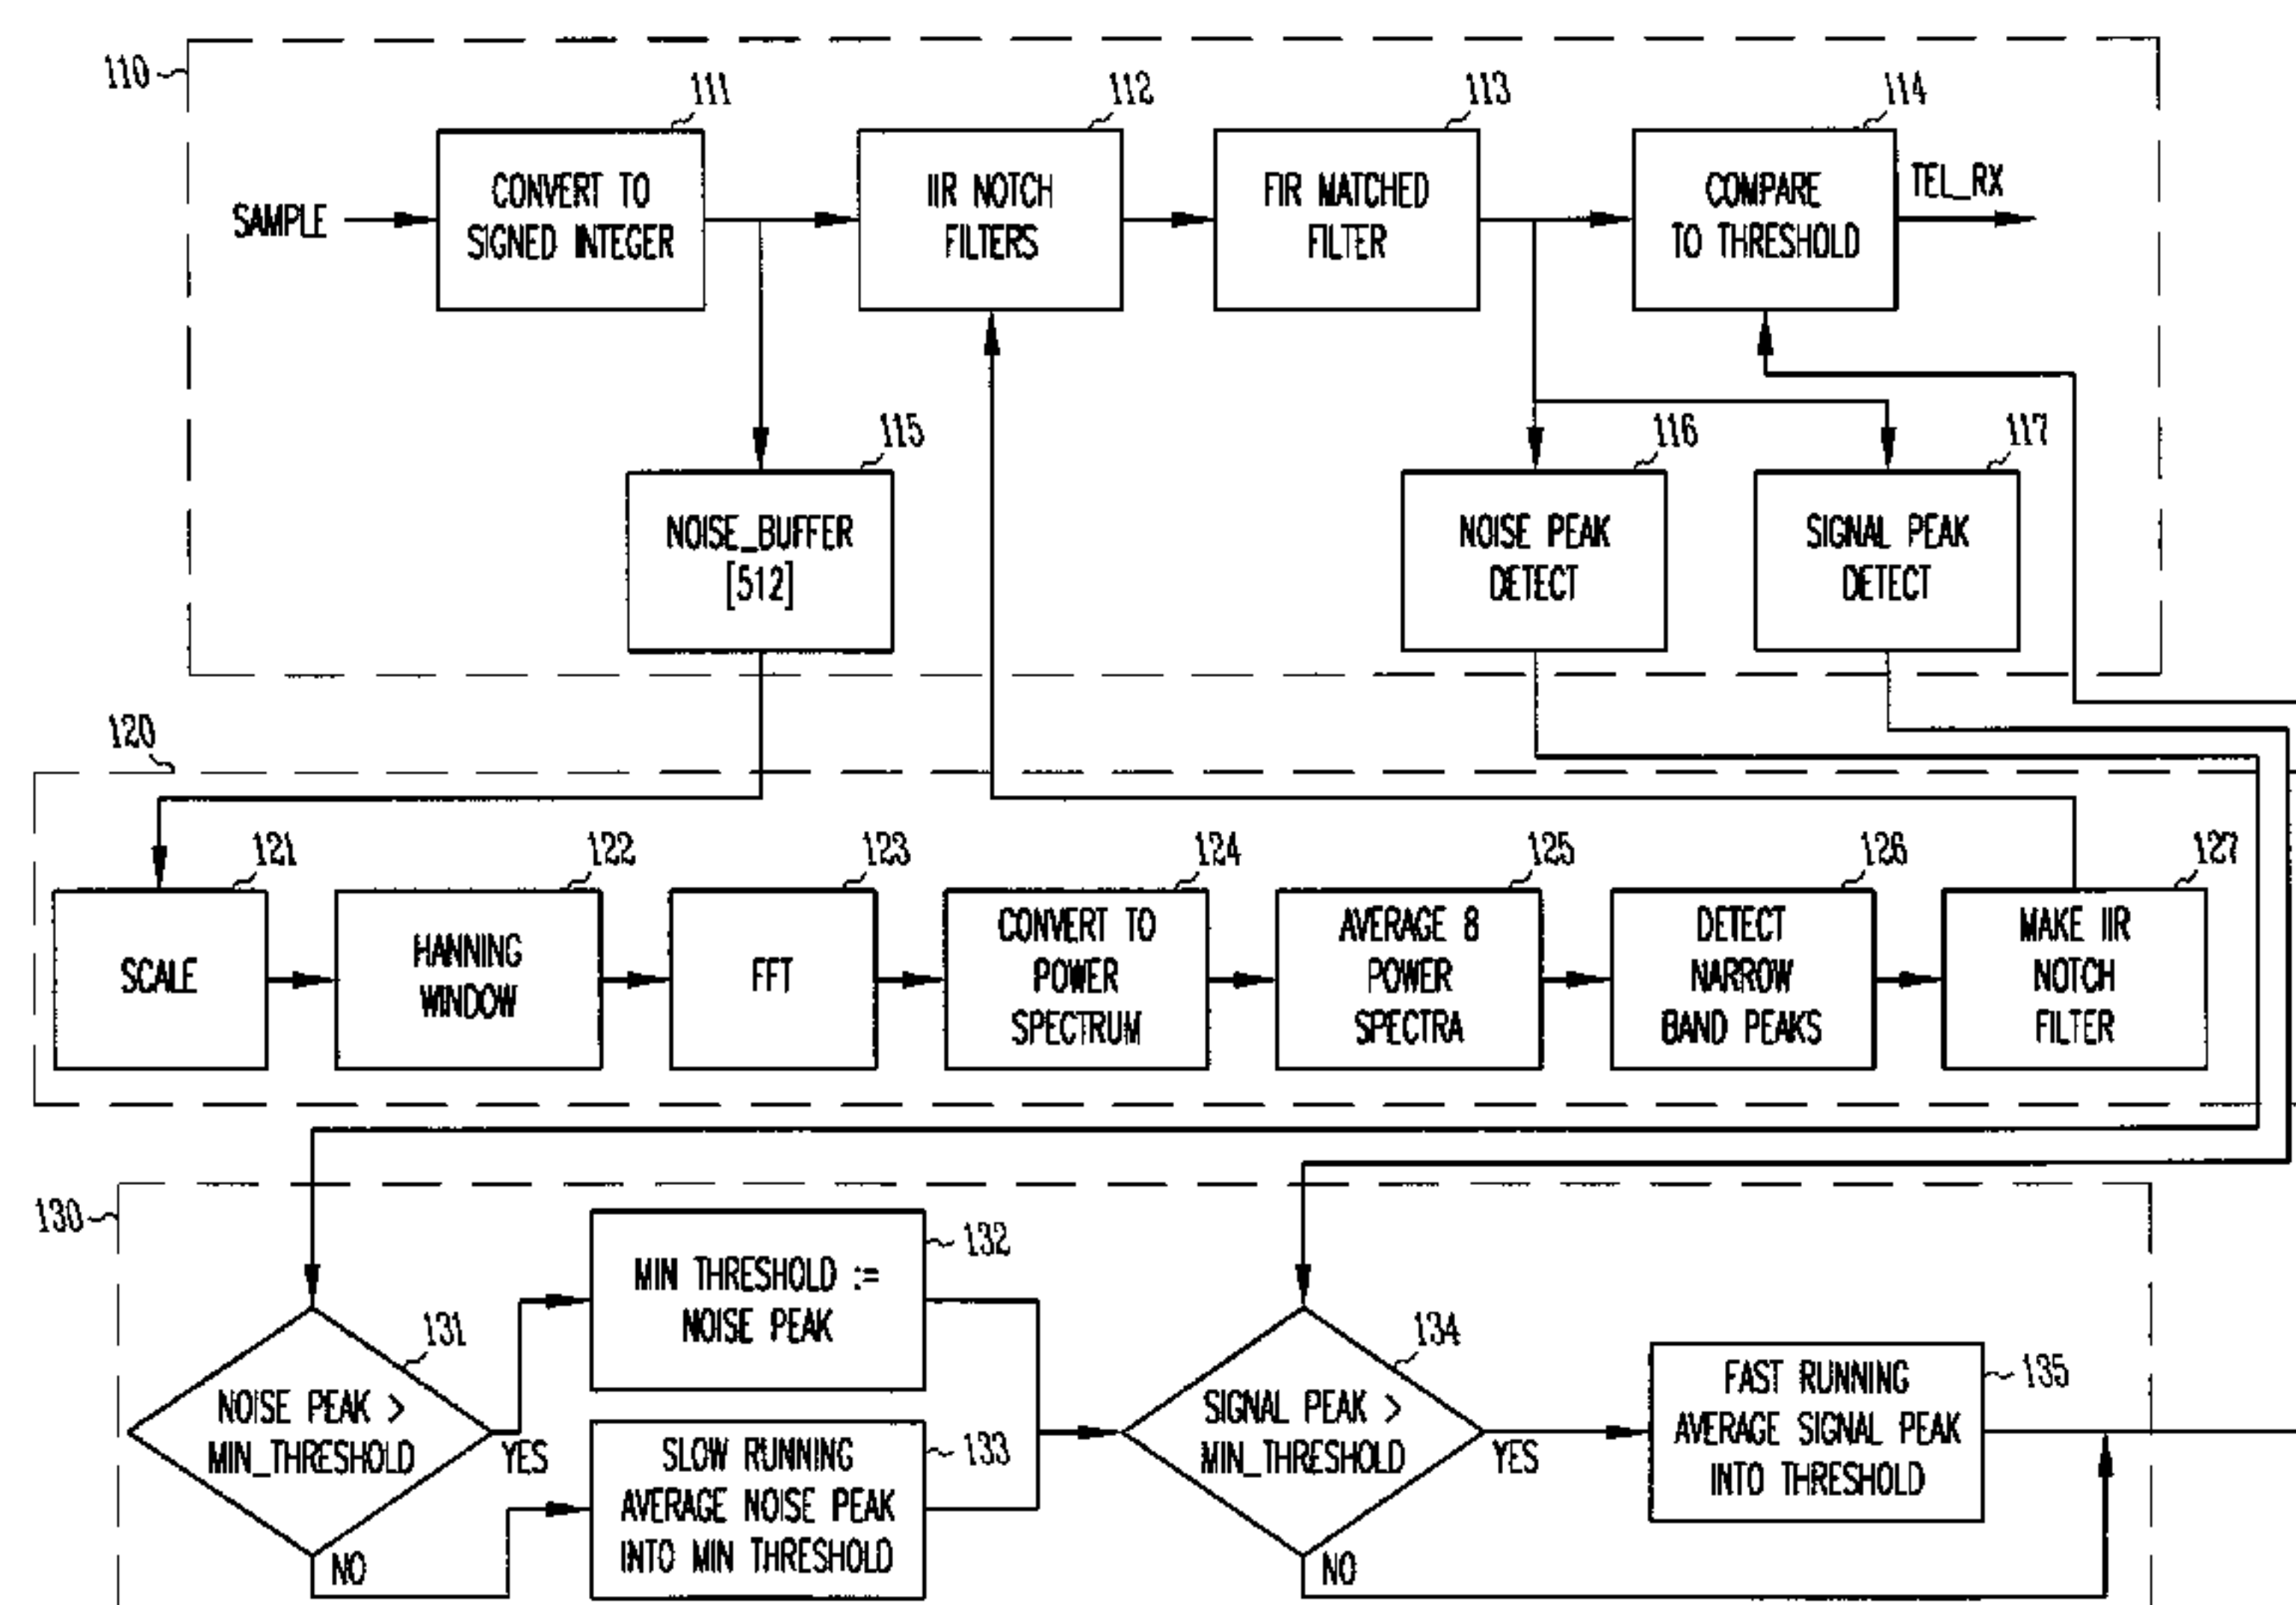 110
111
112
113
114
SAMPLE
CONVERT TO
SIGNED INTEGER
IIR NOTCH
FILTERS
FIR MATCHED
FILTER
COMPARE
TO THRESHOLD
TEL_RX
115
116
117
NOISE_BUFFER
[512]
NOISE PEAK
DETECT
SIGNAL PEAK
DETECT
120
121
122
123
124
125
126
127
SCALE
HANNING
WINDOW
FFT
CONVERT TO
POWER
SPECTRUM
AVERAGE 8
POWER
SPECTRA
DETECT
NARROW
BAND PEAKS
MAKE IIR
NOTCH
FILTER
130
131
NOISE PEAK >
MIN_THRESHOLD
YES
NO
132
MIN THRESHOLD :=
NOISE PEAK
133
SLOW RUNNING
AVERAGE NOISE PEAK
INTO MIN THRESHOLD
134
SIGNAL PEAK >
MIN_THRESHOLD
YES
NO
135
FAST RUNNING
AVERAGE SIGNAL PEAK
INTO THRESHOLD